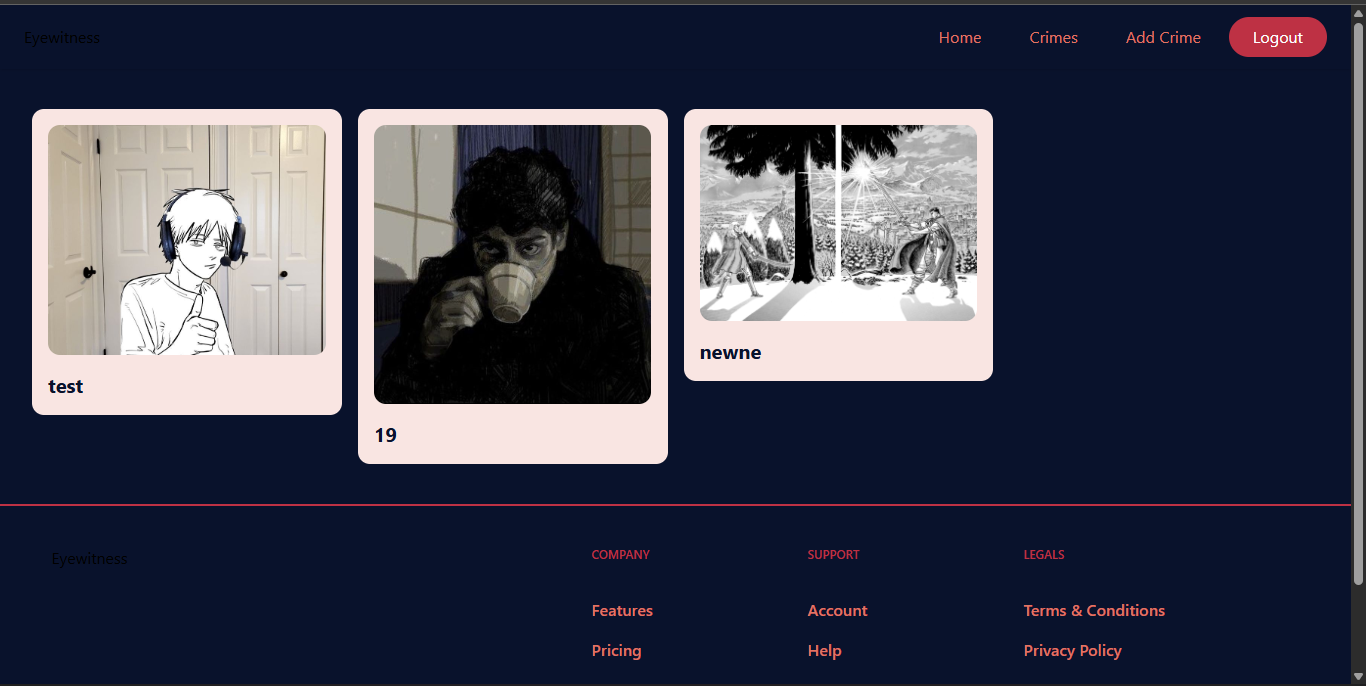 Eyewitness
Home
Crimes
Add Crime
Logout
test
19
newne
Eyewitness
COMPANY
SUPPORT
LEGALS
Features
Account
Terms & Conditions
Pricing
Help
Privacy Policy